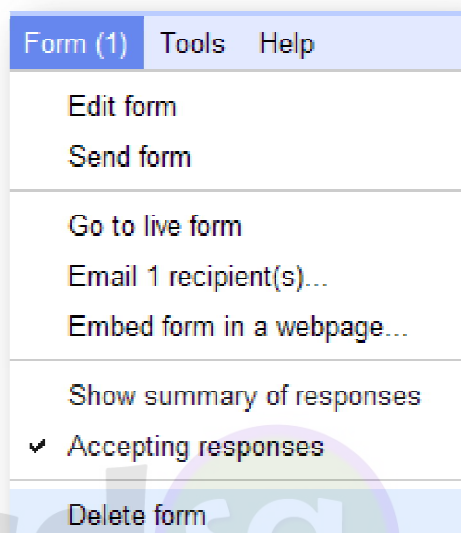 Form (1) Tools Help
Edit form
Send form
Go to live form
Email 1 recipient(s)...
Embed form in a webpage...
Show summary of responses
Accepting responses
Delete form